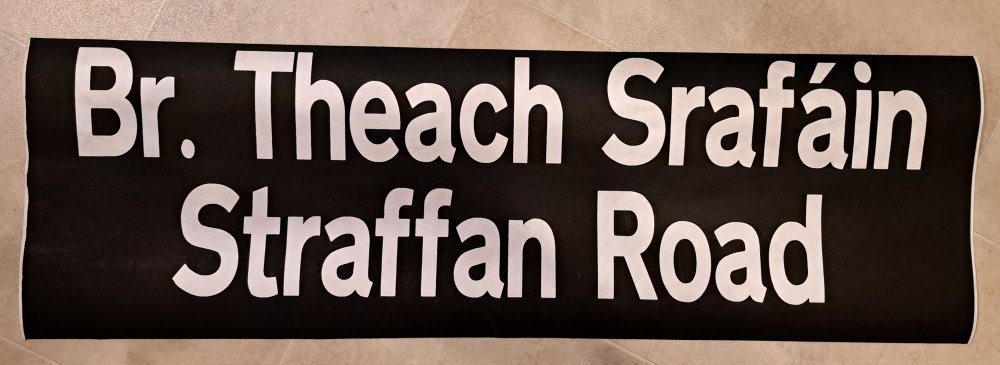 Br. Theach Srafáin
Straffan Road